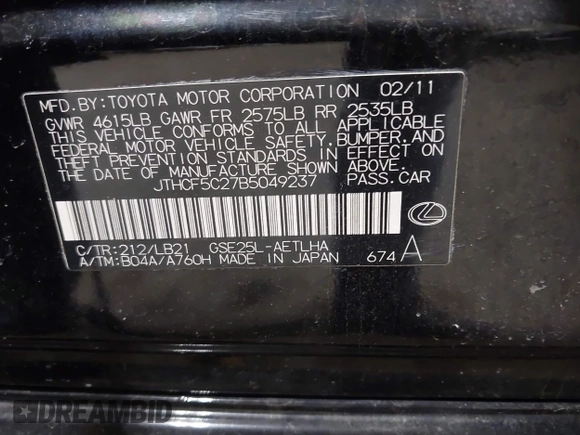 MFD.BY:TOYOTA MOTOR CORPORATION 02/11
GVWR 4615LB GAWR FR 2575LB RR 2535LB
THIS VEHICLE CONFORMS TO ALL APPLICABLE
FEDERAL MOTOR VEHICLE SAFETY,BUMPER,AND
THEFT PREVENTION STANDARDS IN EFFECT ON
THE DATE OF MANUFACTURE SHOWN ABOVE.
JTHCF5C27B5049237 PASS.CAR
C/TR:212/LB21 GSE25L-AETLHA
A/TM:B04A/A760H MADE IN JAPAN 674 A
DREAMBID